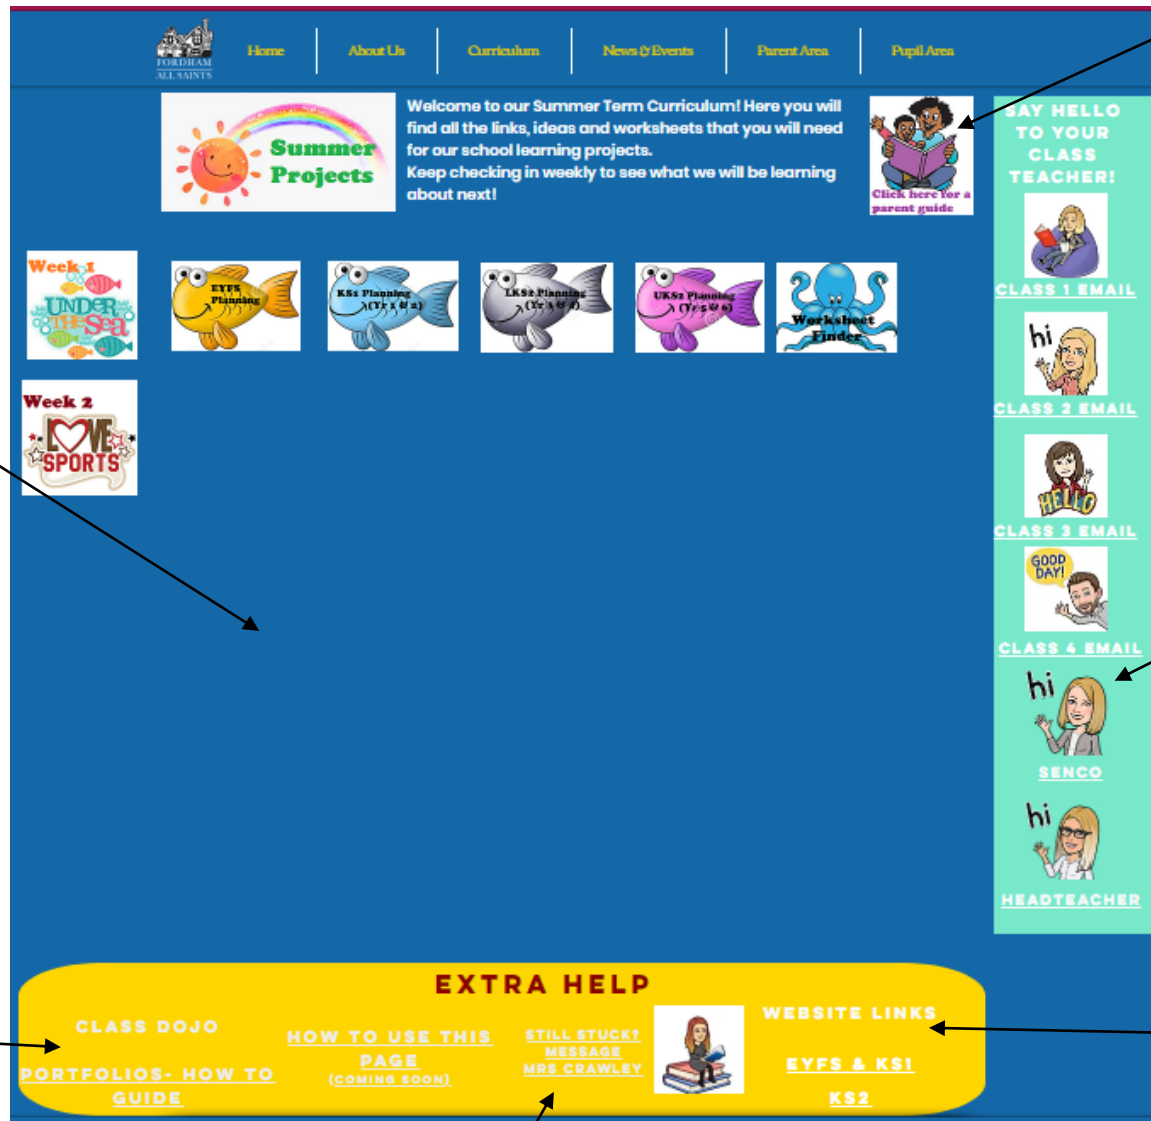 FORDHAM
ALL SAINTS
Home
About Us
Curriculum
News & Events
Parent Area
Pupil Area
Summer
Projects
Welcome to our Summer Term Curriculum! Here you will
find all the links, ideas and worksheets that you will need
for our school learning projects.
Keep checking in weekly to see what we will be learning
about next!
Click here for a
parent guide
SAY HELLO
TO YOUR
CLASS
TEACHER!
CLASS 1 EMAIL
hi
CLASS 2 EMAIL
HELLO
CLASS 3 EMAIL
GOOD
DAY!
CLASS 4 EMAIL
hi
SENCO
hi
HEADTEACHER
Week 1
UNDER
THE Sea
EYFS
Planning
KS1 Planning
(Yr 1 & 2)
LKS2 Planning
(Yr 3 & 4)
UKS2 Planning
(Yr 5 & 6)
Worksheet
Finder
Week 2
LOVE
SPORTS
EXTRA HELP
CLASS DOJO
PORTFOLIOS- HOW TO
GUIDE
HOW TO USE THIS
PAGE
(COMING SOON)
STILL STUCK?
MESSAGE
MRS CRAWLEY
WEBSITE LINKS
EYFS & KS1
KS2